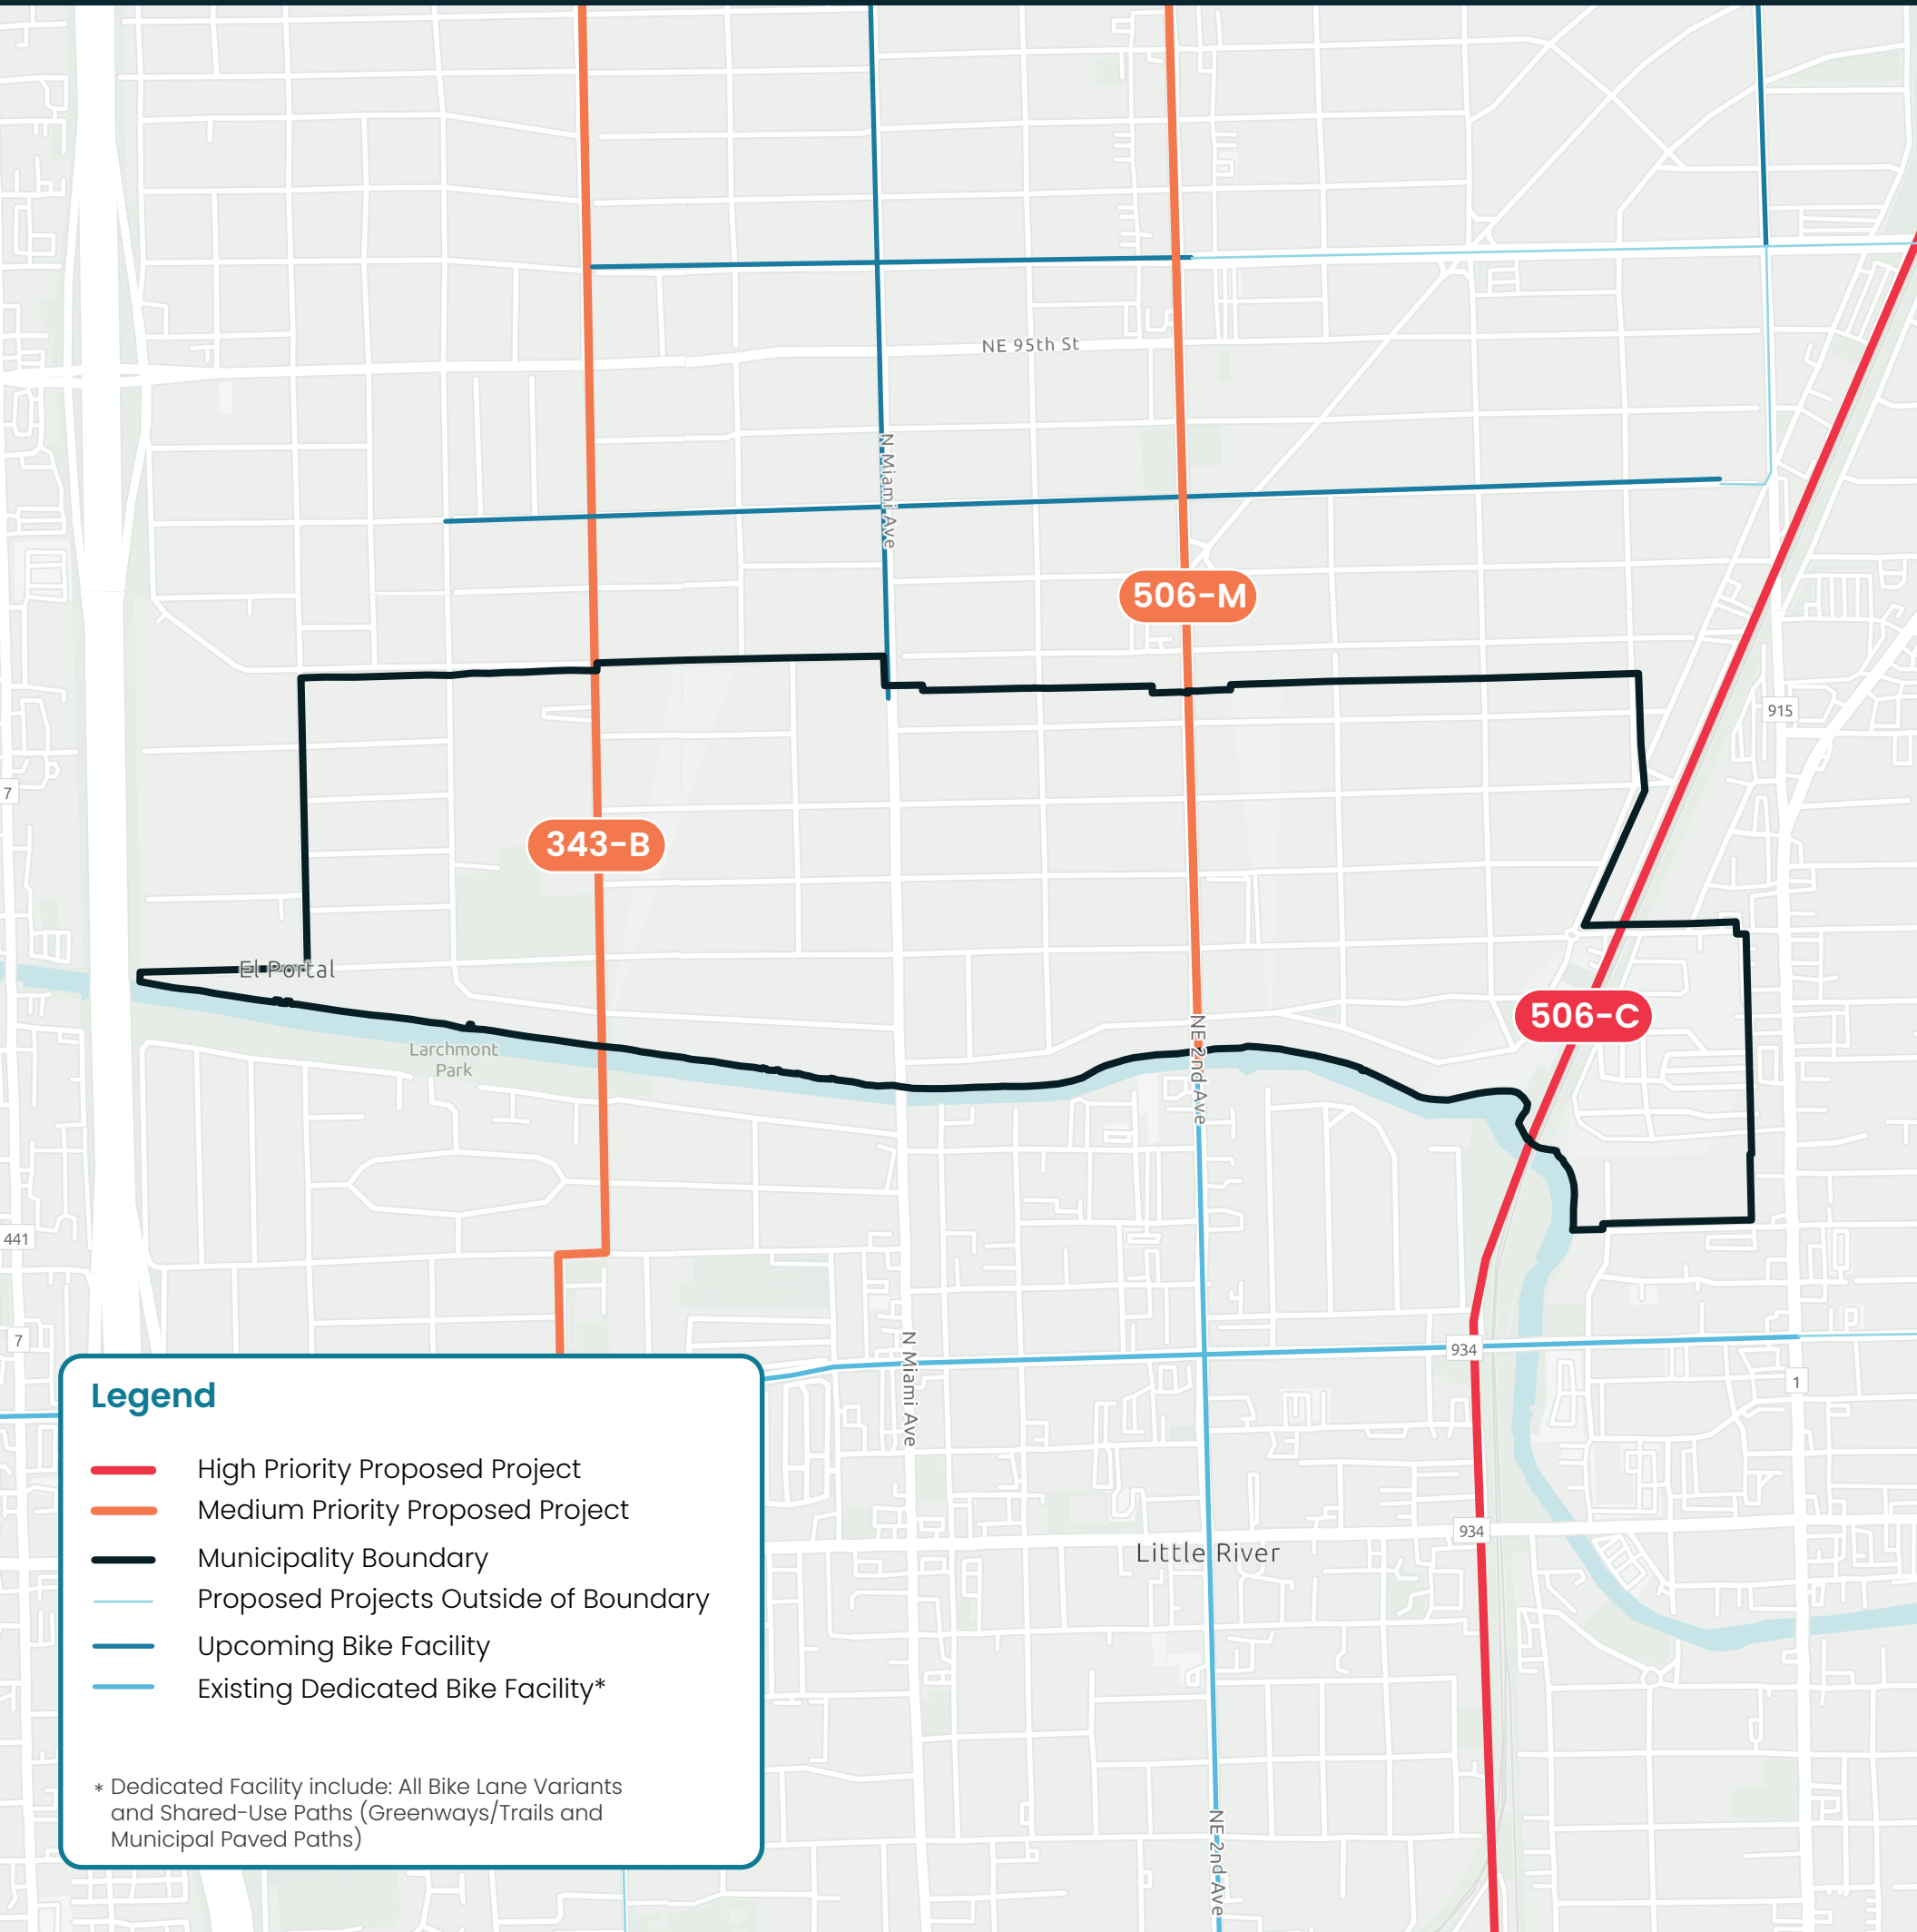 NE 95th St
N Miami Ave
506-M
915
7
343-B
El Portal
506-C
NE 2nd Ave
Larchmont
Park
441
7
934
N Miami Ave
1
934
Little River
NE 2nd Ave
Legend
High Priority Proposed Project
Medium Priority Proposed Project
Municipality Boundary
Proposed Projects Outside of Boundary
Upcoming Bike Facility
Existing Dedicated Bike Facility*
* Dedicated Facility include: All Bike Lane Variants
and Shared-Use Paths (Greenways/Trails and
Municipal Paved Paths)